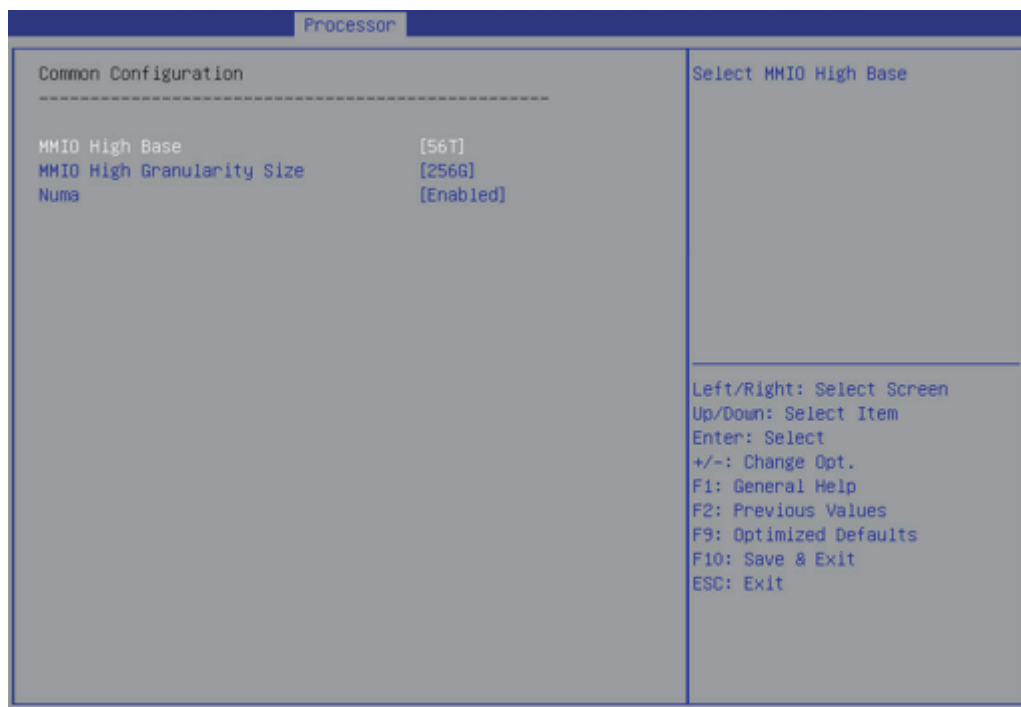 Processor
Common Configuration
--------------------------------------------------
MMIO High Base [56T]
MMIO High Granularity Size [256G]
Numa [Enabled]
Select MMIO High Base
Left/Right: Select Screen
Up/Down: Select Item
Enter: Select
+/-: Change Opt.
F1: General Help
F2: Previous Values
F9: Optimized Defaults
F10: Save & Exit
ESC: Exit